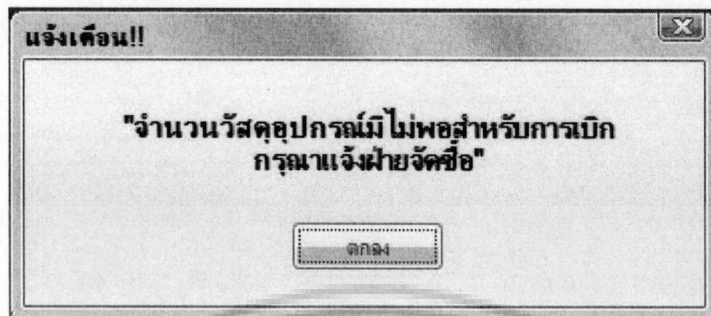 แจ้งเตือน!!
"จำนวนวัสดุอุปกรณ์มีไม่พอสำหรับการเบิก
กรุณาแจ้งฝ่ายจัดซื้อ"
ตกลง